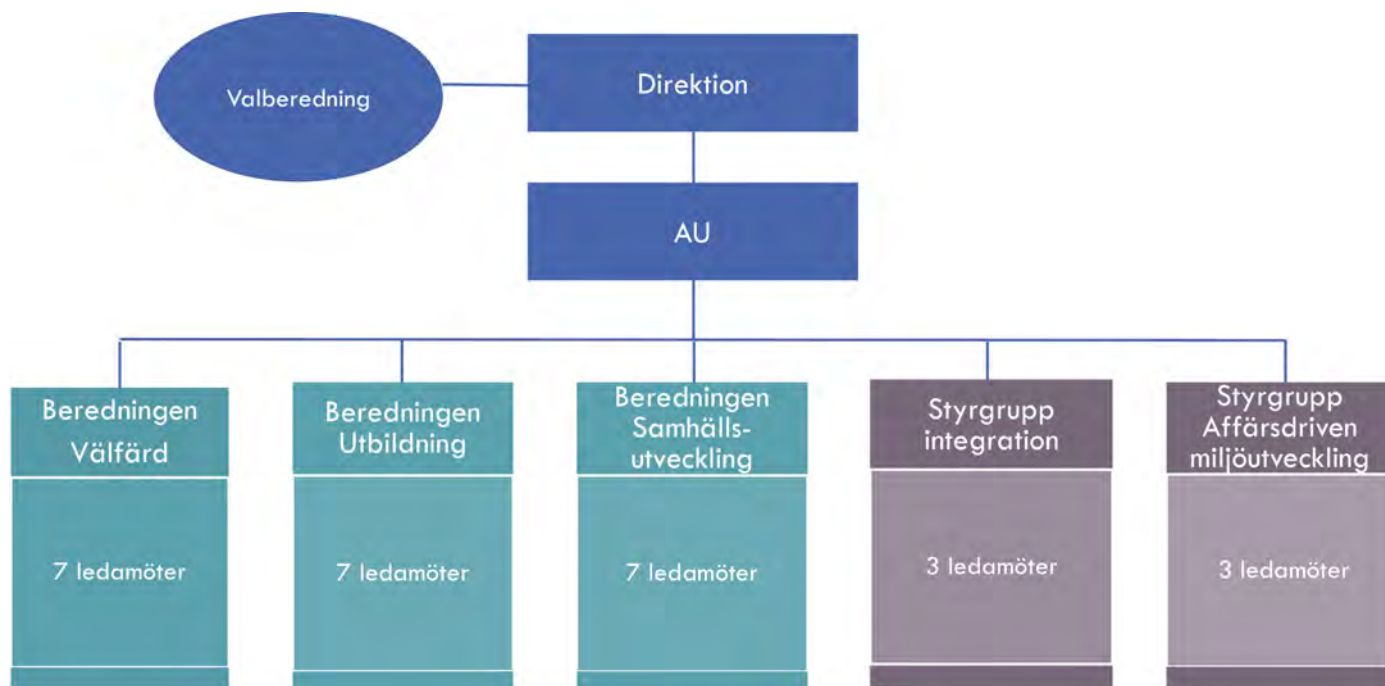 Valberedning
Direktion
AU
Beredningen
Välfärd
7 ledamöter
Beredningen
Utbildning
7 ledamöter
Beredningen
Samhälls-
utveckling
7 ledamöter
Styrgrupp
integration
3 ledamöter
Styrgrupp
Affärsdriven
miljöutveckling
3 ledamöter